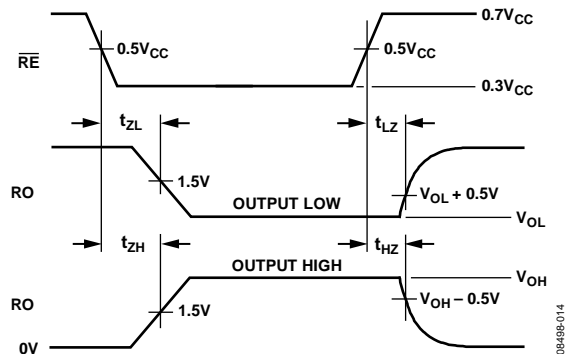 0.7VCC
0.5VCC
0.5VCC
RE
0.3VCC
tZL
tLZ
RO
1.5V
VOL + 0.5V
OUTPUT LOW
VOL
tZH
tHZ
OUTPUT HIGH
VOH
RO
1.5V
VOH – 0.5V
0V
08498-014